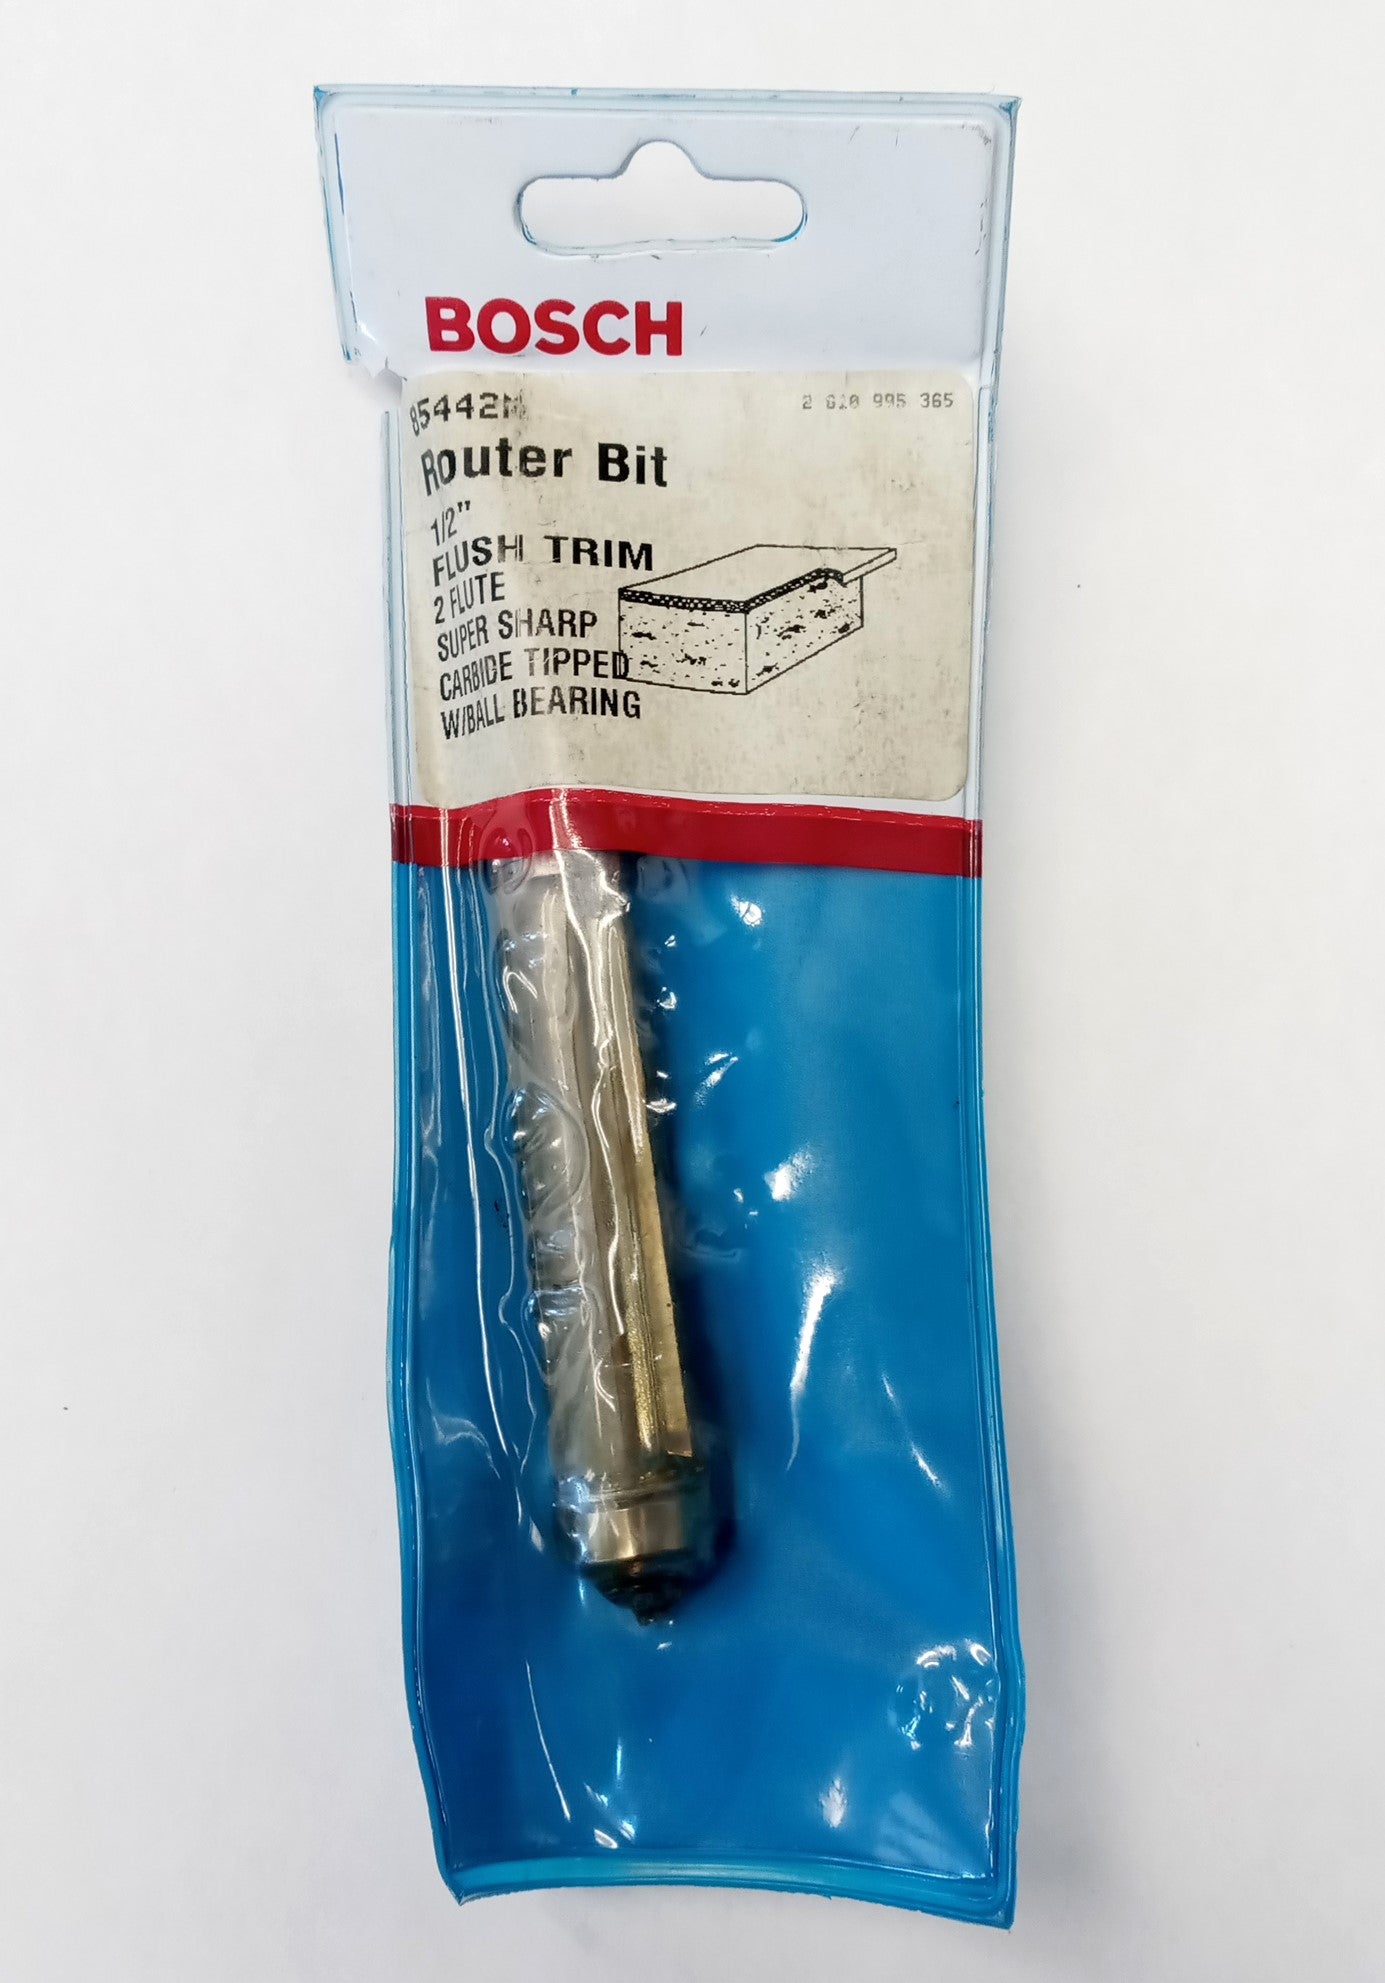 BOSCH
85442M 2 610 995 365
Router Bit
1/2"
FLUSH TRIM
2 FLUTE
SUPER SHARP
CARBIDE TIPPED
W/BALL BEARING